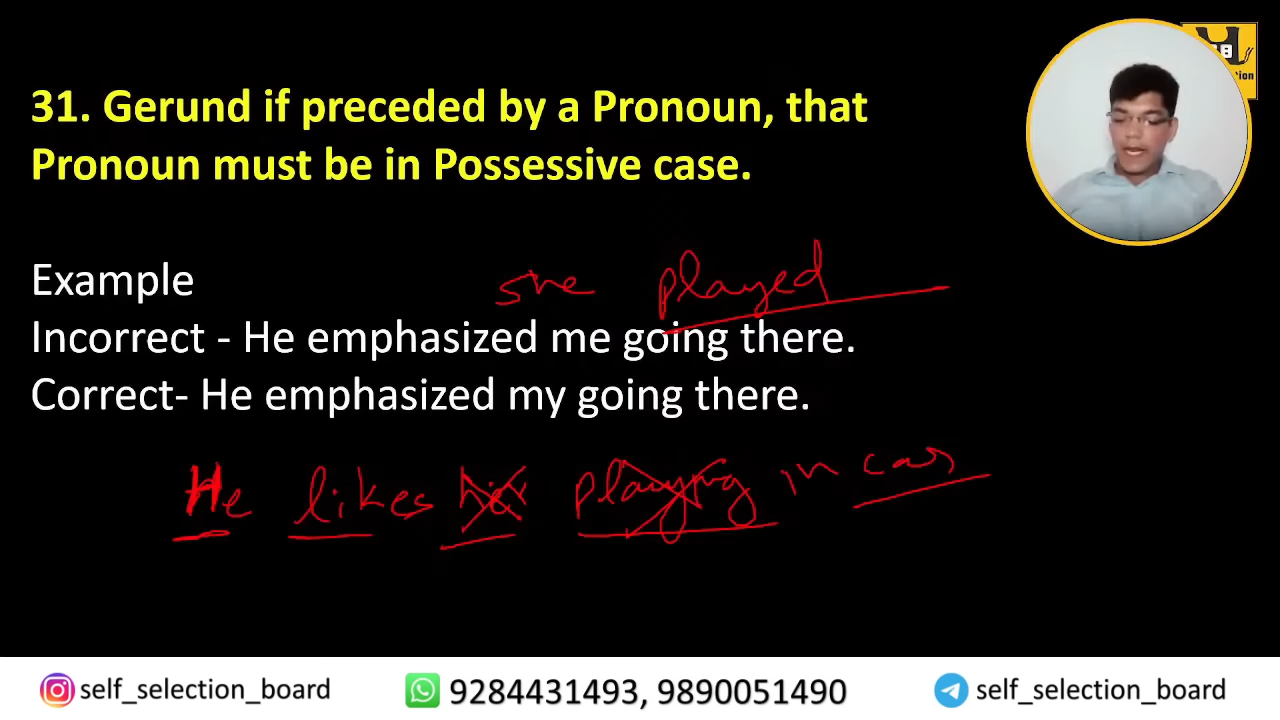 31. Gerund if preceded by a Pronoun, that
Pronoun must be in Possessive case.
Example
she played
Incorrect - He emphasized me going there.
Correct- He emphasized my going there.
He likes playing in car
self_selection_board
9284431493, 9890051490
self_selection_board